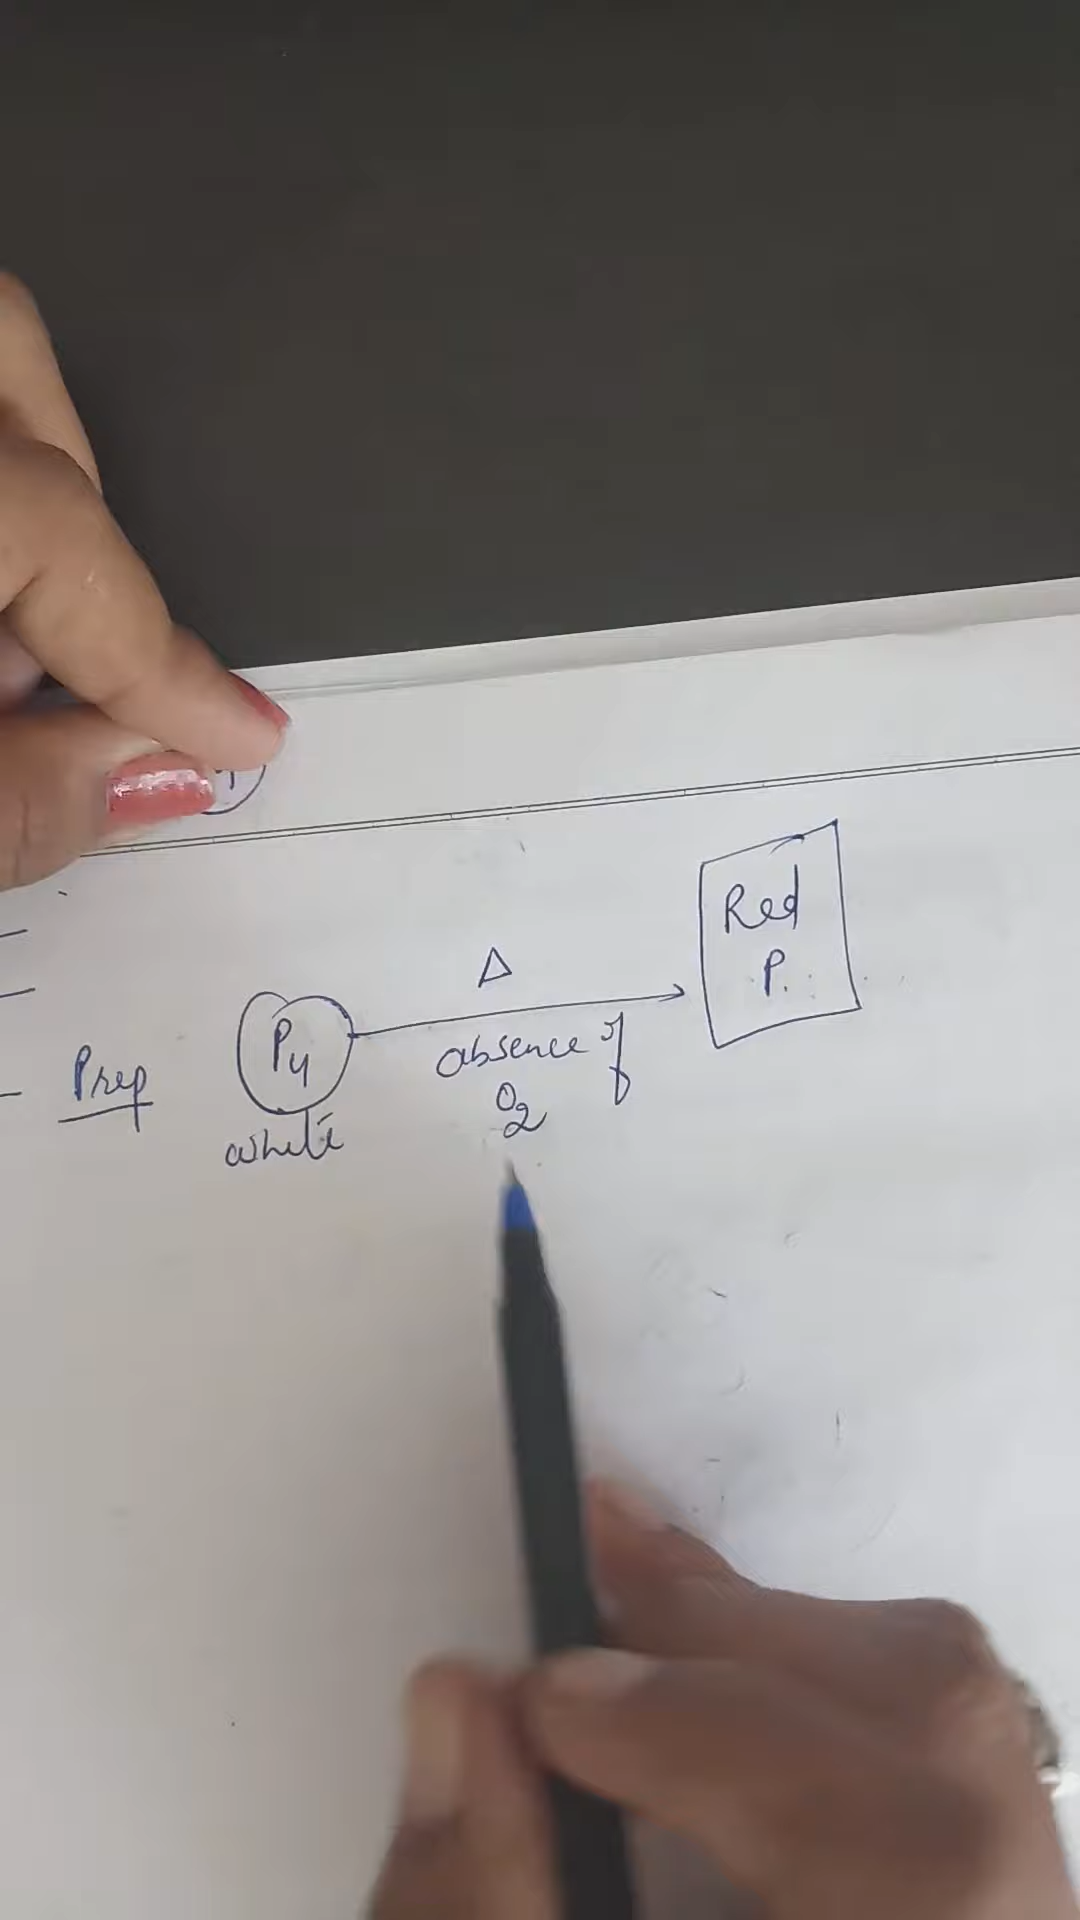 Red
P.
Δ
Prep P4 absence of
O2
white